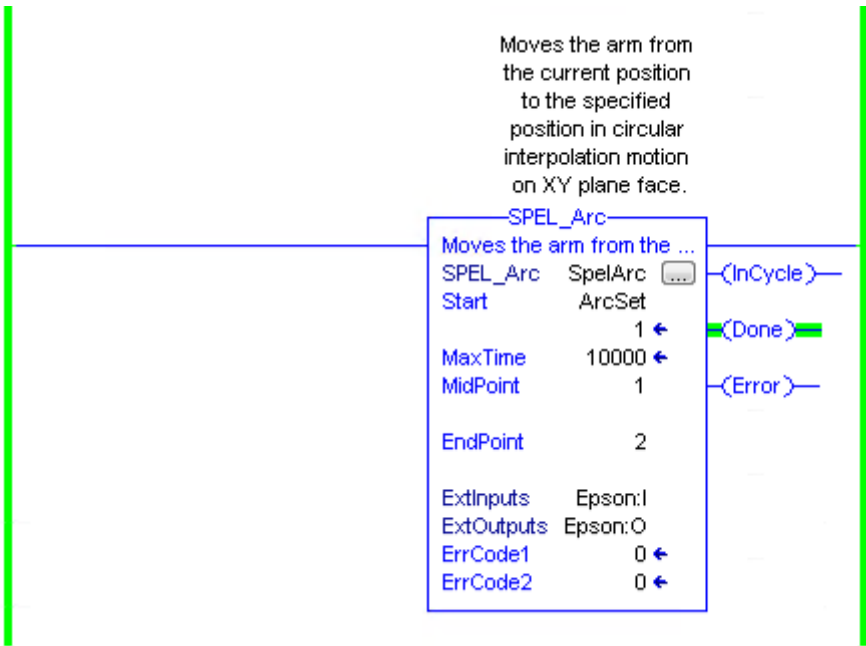 Moves the arm from
the current position
to the specified
position in circular
interpolation motion
on XY plane face.
SPEL_Arc
Moves the arm from the ...
SPEL_Arc SpelArc ... (InCycle)
Start ArcSet
1 (Done)
MaxTime 10000
MidPoint 1 (Error)
EndPoint 2
ExtInputs Epson:I
ExtOutputs Epson:O
ErrCode1 0
ErrCode2 0